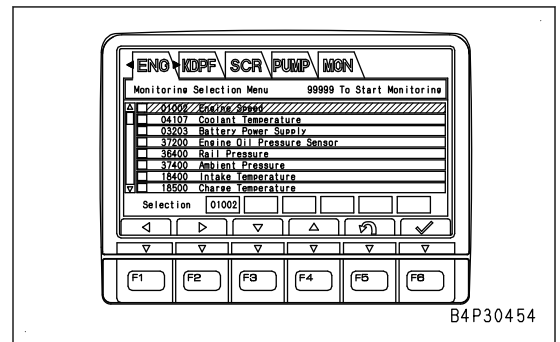 ENG KDPF SCR PUMP MON
Monitoring Selection Menu 99999 To Start Monitoring
01002 Engine Speed
04107 Coolant Temperature
03203 Battery Power Supply
37200 Engine Oil Pressure Sensor
36400 Rail Pressure
37400 Ambient Pressure
18400 Intake Temperature
18500 Charge Temperature
Selection 01002
F1 F2 F3 F4 F5 F6
B4P30454